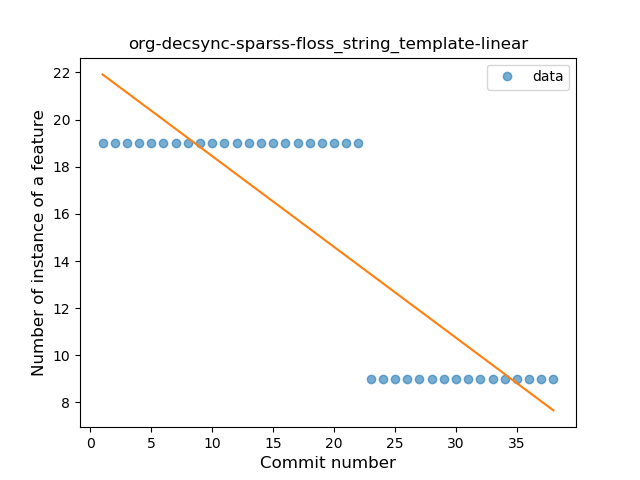 org-decsync-sparss-floss_string_template-linear
data
Number of instance of a feature
22
20
18
16
14
12
10
8
0 5 10 15 20 25 30 35
Commit number